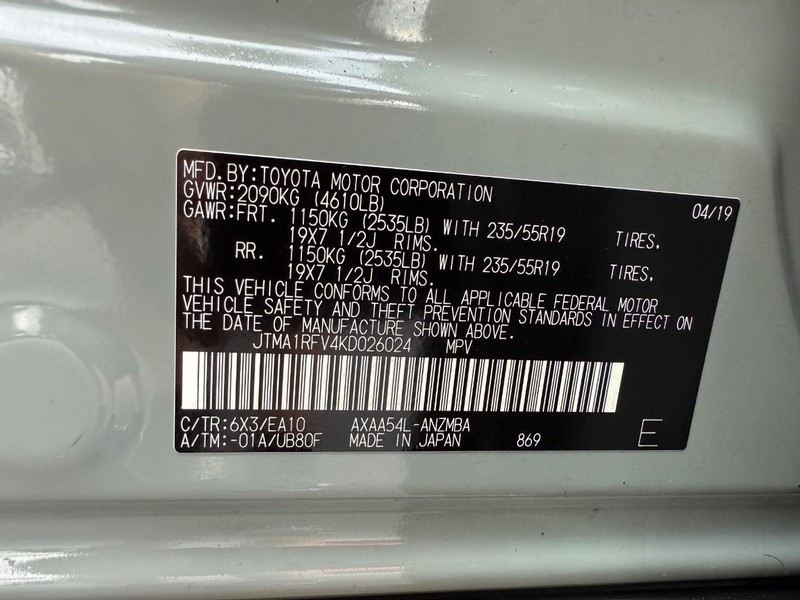 MFD.BY:TOYOTA MOTOR CORPORATION 04/19
GVWR:2090KG (4610LB)
GAWR:FRT. 1150KG (2535LB) WITH 235/55R19 TIRES.
19X7 1/2J RIMS.
RR. 1150KG (2535LB) WITH 235/55R19 TIRES.
19X7 1/2J RIMS.
THIS VEHICLE CONFORMS TO ALL APPLICABLE FEDERAL MOTOR
VEHICLE SAFETY AND THEFT PREVENTION STANDARDS IN EFFECT ON
THE DATE OF MANUFACTURE SHOWN ABOVE.
JTMA1RFV4KD026024 MPV
C/TR:6X3/EA10 AXAA54L-ANZMBA
A/TM:-01A/UB80F MADE IN JAPAN 869 E